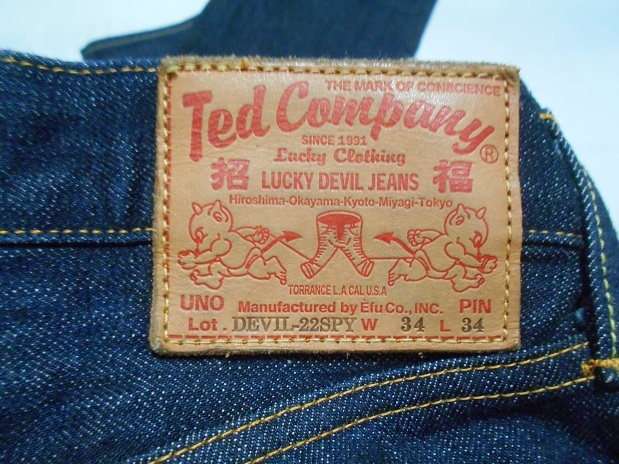 THE MARK OF CONSCIENCE
Ted Company®
SINCE 1991
Lucky Clothing
招 LUCKY DEVIL JEANS 福
Hiroshima-Okayama-Kyoto-Miyagi-Tokyo
TORRANCE L.A CAL U.S.A
UNO Manufactured by Èfu Co., INC. PIN
Lot . DEVIL-22SPY W 34 L 34